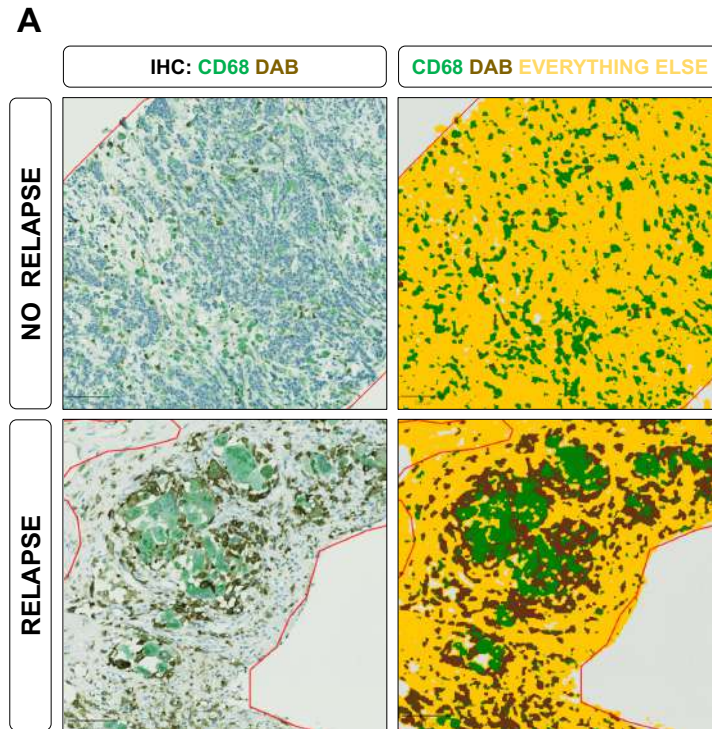 A
IHC: CD68 DAB
CD68 DAB EVERYTHING ELSE
NO RELAPSE
RELAPSE